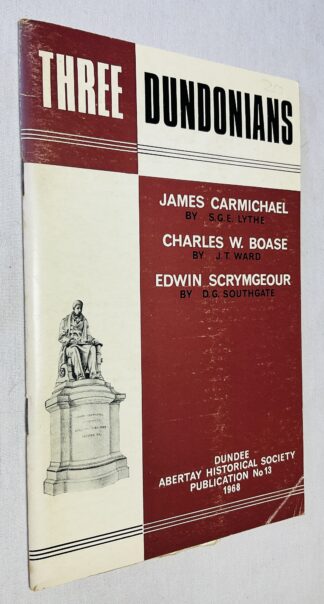 THREE DUNDONIANS
JAMES CARMICHAEL
BY S.G.E. LYTHE
CHARLES W. BOASE
BY J.T. WARD
EDWIN SCRYMGEOUR
BY D.G. SOUTHGATE
DUNDEE
ABERTAY HISTORICAL SOCIETY
PUBLICATION No 13
1968